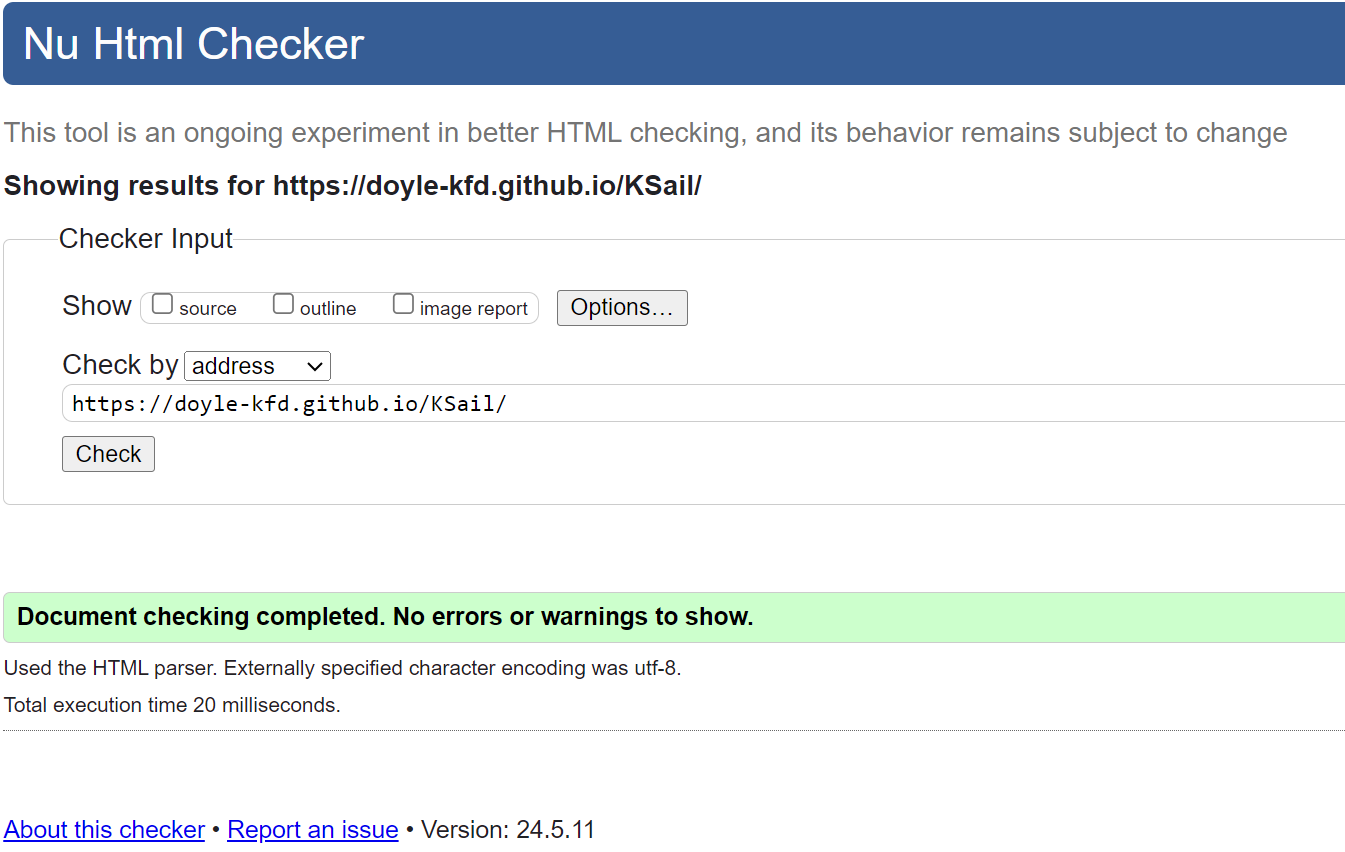 Nu Html Checker
This tool is an ongoing experiment in better HTML checking, and its behavior remains subject to change
Showing results for https://doyle-kfd.github.io/KSail/
Checker Input
Show source outline image report Options…
Check by address
https://doyle-kfd.github.io/KSail/
Check
Document checking completed. No errors or warnings to show.
Used the HTML parser. Externally specified character encoding was utf-8.
Total execution time 20 milliseconds.
About this checker • Report an issue • Version: 24.5.11